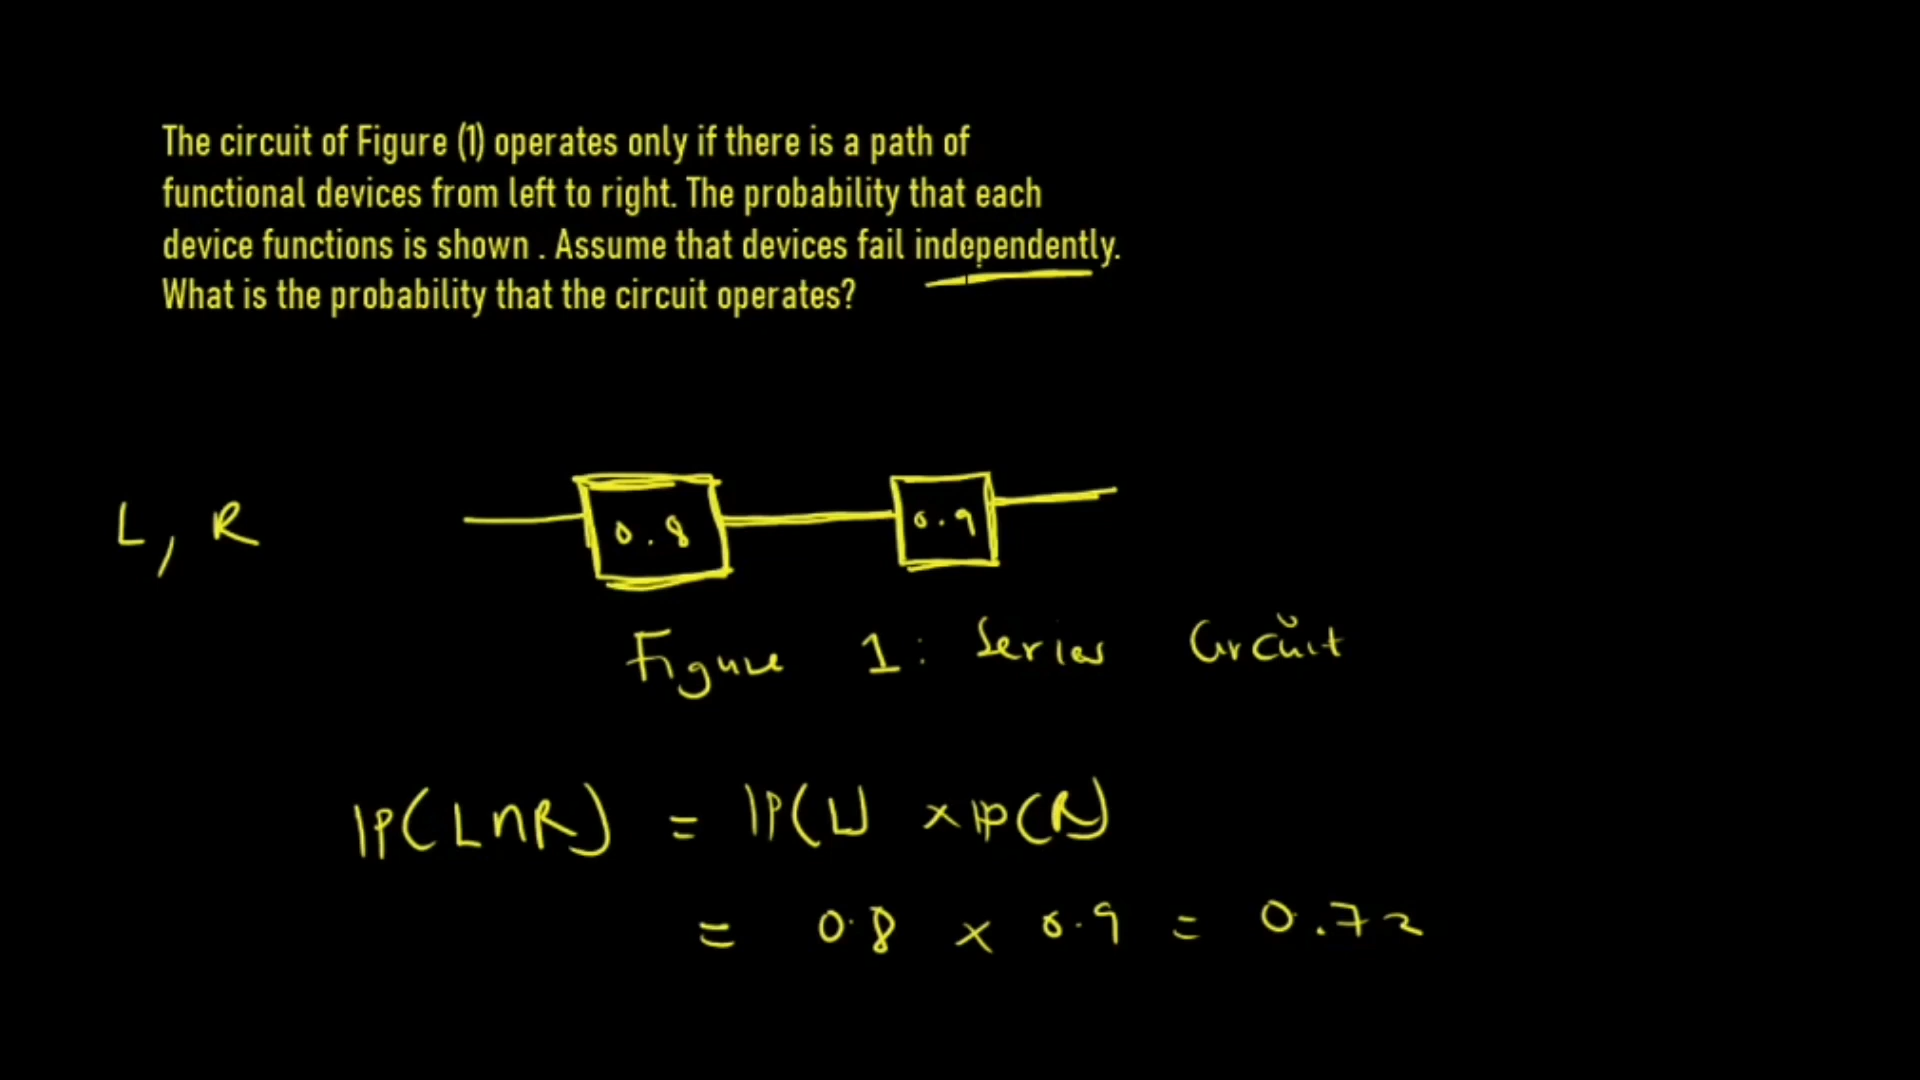 The circuit of Figure (1) operates only if there is a path of
functional devices from left to right. The probability that each
device functions is shown . Assume that devices fail independently.
What is the probability that the circuit operates?
L, R
0.8
0.9
Figure 1: Series Circuit
P(L∩R) = P(L) × P(R)
= 0.8 × 0.9 = 0.72